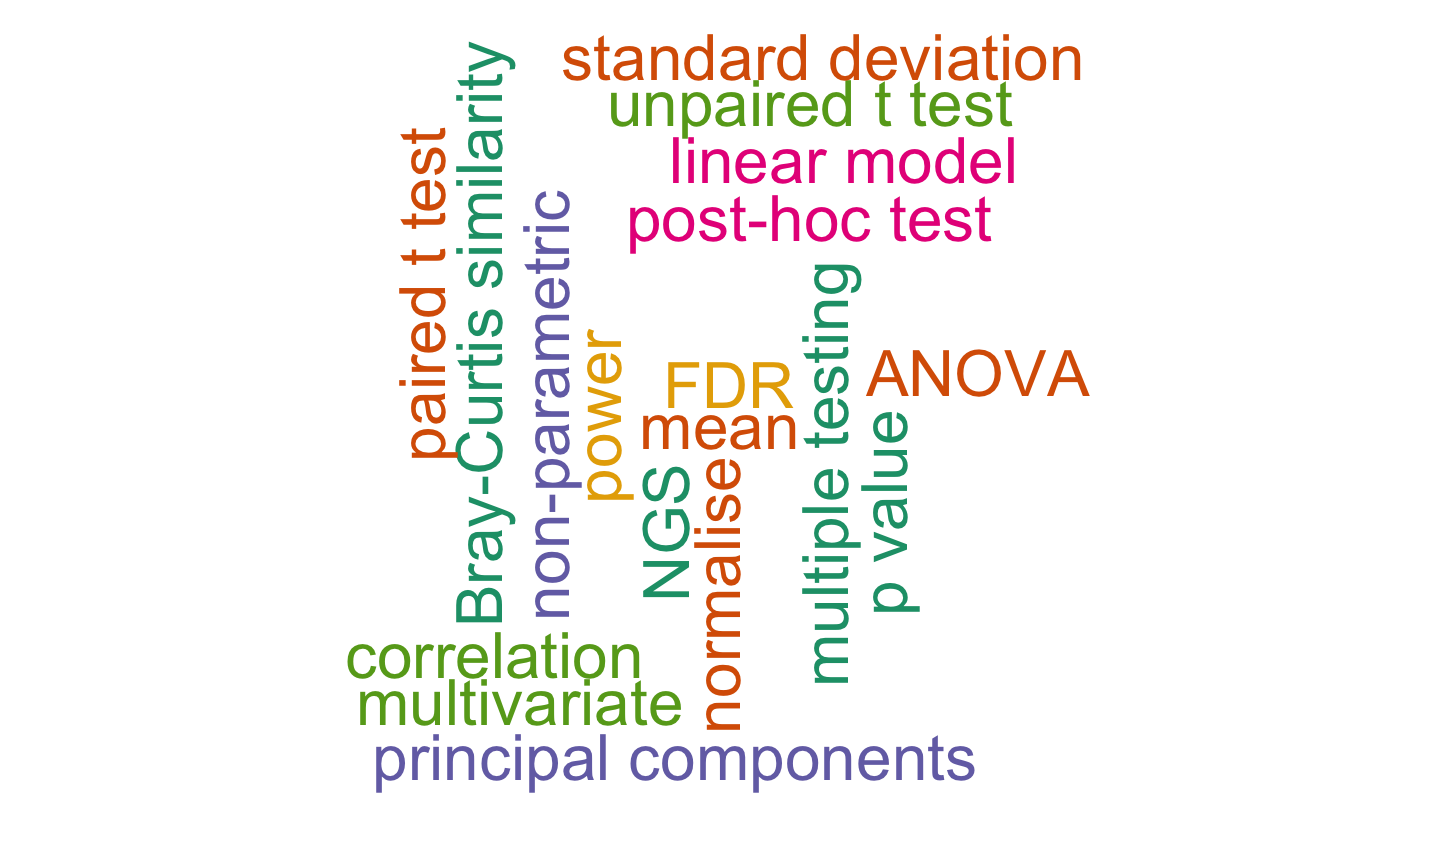 standard deviation
unpaired t test
linear model
post-hoc test
paired t test
Bray-Curtis similarity
non-parametric
power
FDR
mean
NGS
normalise
multiple testing
ANOVA
p value
correlation
multivariate
principal components